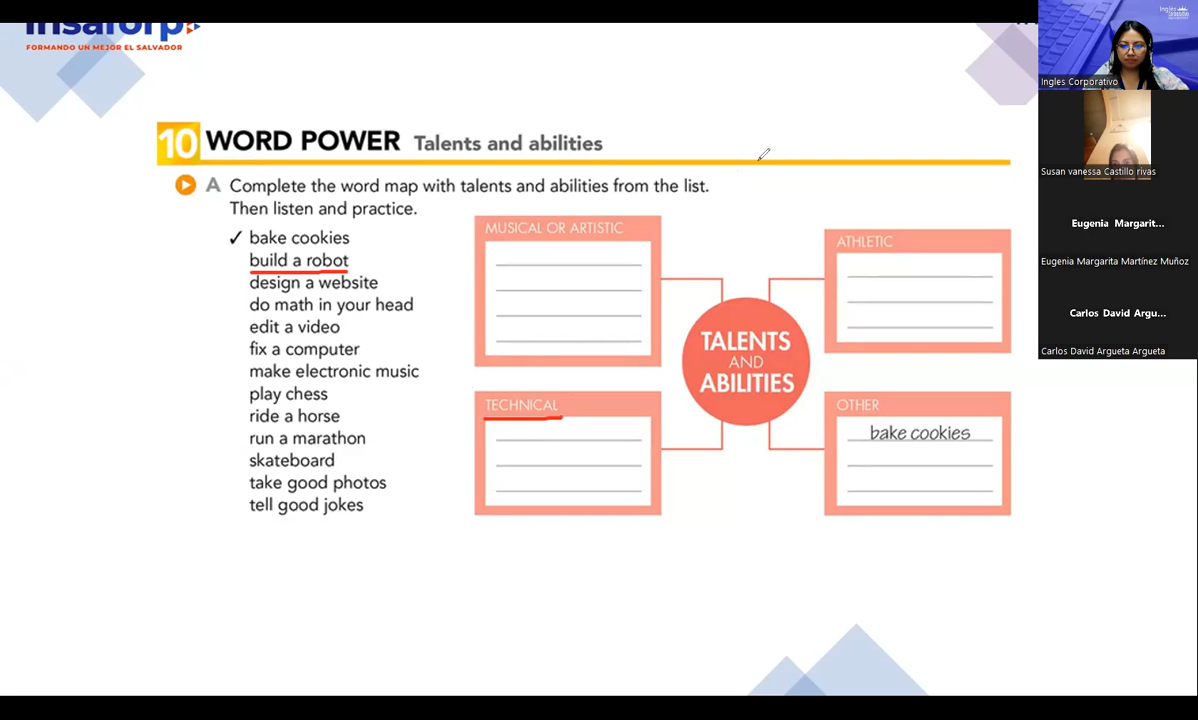 insaforp
FORMANDO UN MEJOR EL SALVADOR
10 WORD POWER Talents and abilities
A Complete the word map with talents and abilities from the list.
Then listen and practice.
✓ bake cookies
build a robot
design a website
do math in your head
edit a video
fix a computer
make electronic music
play chess
ride a horse
run a marathon
skateboard
take good photos
tell good jokes
MUSICAL OR ARTISTIC
ATHLETIC
TALENTS
AND
ABILITIES
TECHNICAL
OTHER
bake cookies
Ingles Corporativo
Susan vanessa Castillo rivas
Eugenia Margarit...
Eugenia Margarita Martínez Muñoz
Carlos David Argu...
Carlos David Argueta Argueta